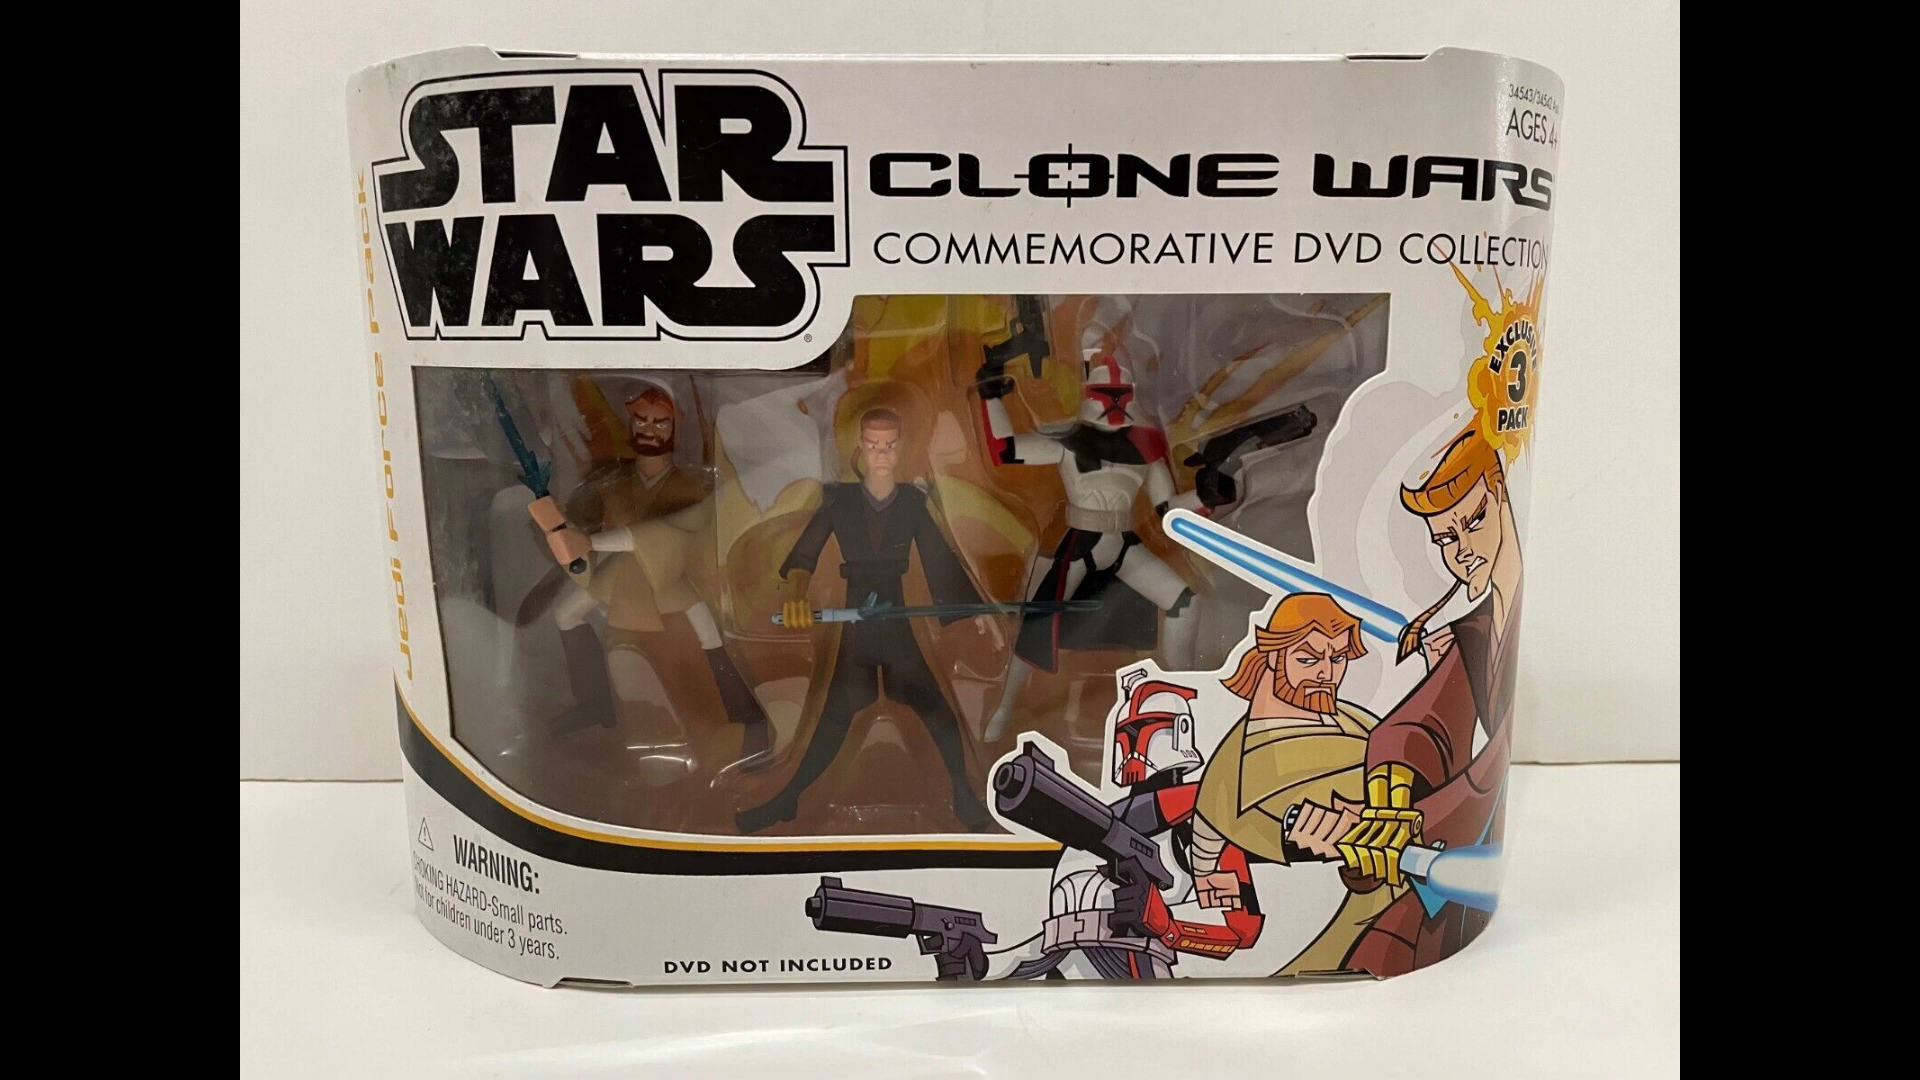 STAR
WARS®
CLONE WARS
COMMEMORATIVE DVD COLLECTION
AGES 4+
EXCLUSIVE
3
PACK
Jedi Force pack
WARNING:
CHOKING HAZARD-Small parts.
Not for children under 3 years.
DVD NOT INCLUDED